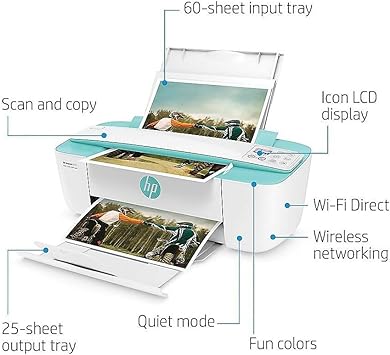 60-sheet input tray
Scan and copy
Icon LCD
display
hp
Wi-Fi Direct
Wireless
networking
25-sheet
output tray
Quiet mode
Fun colors